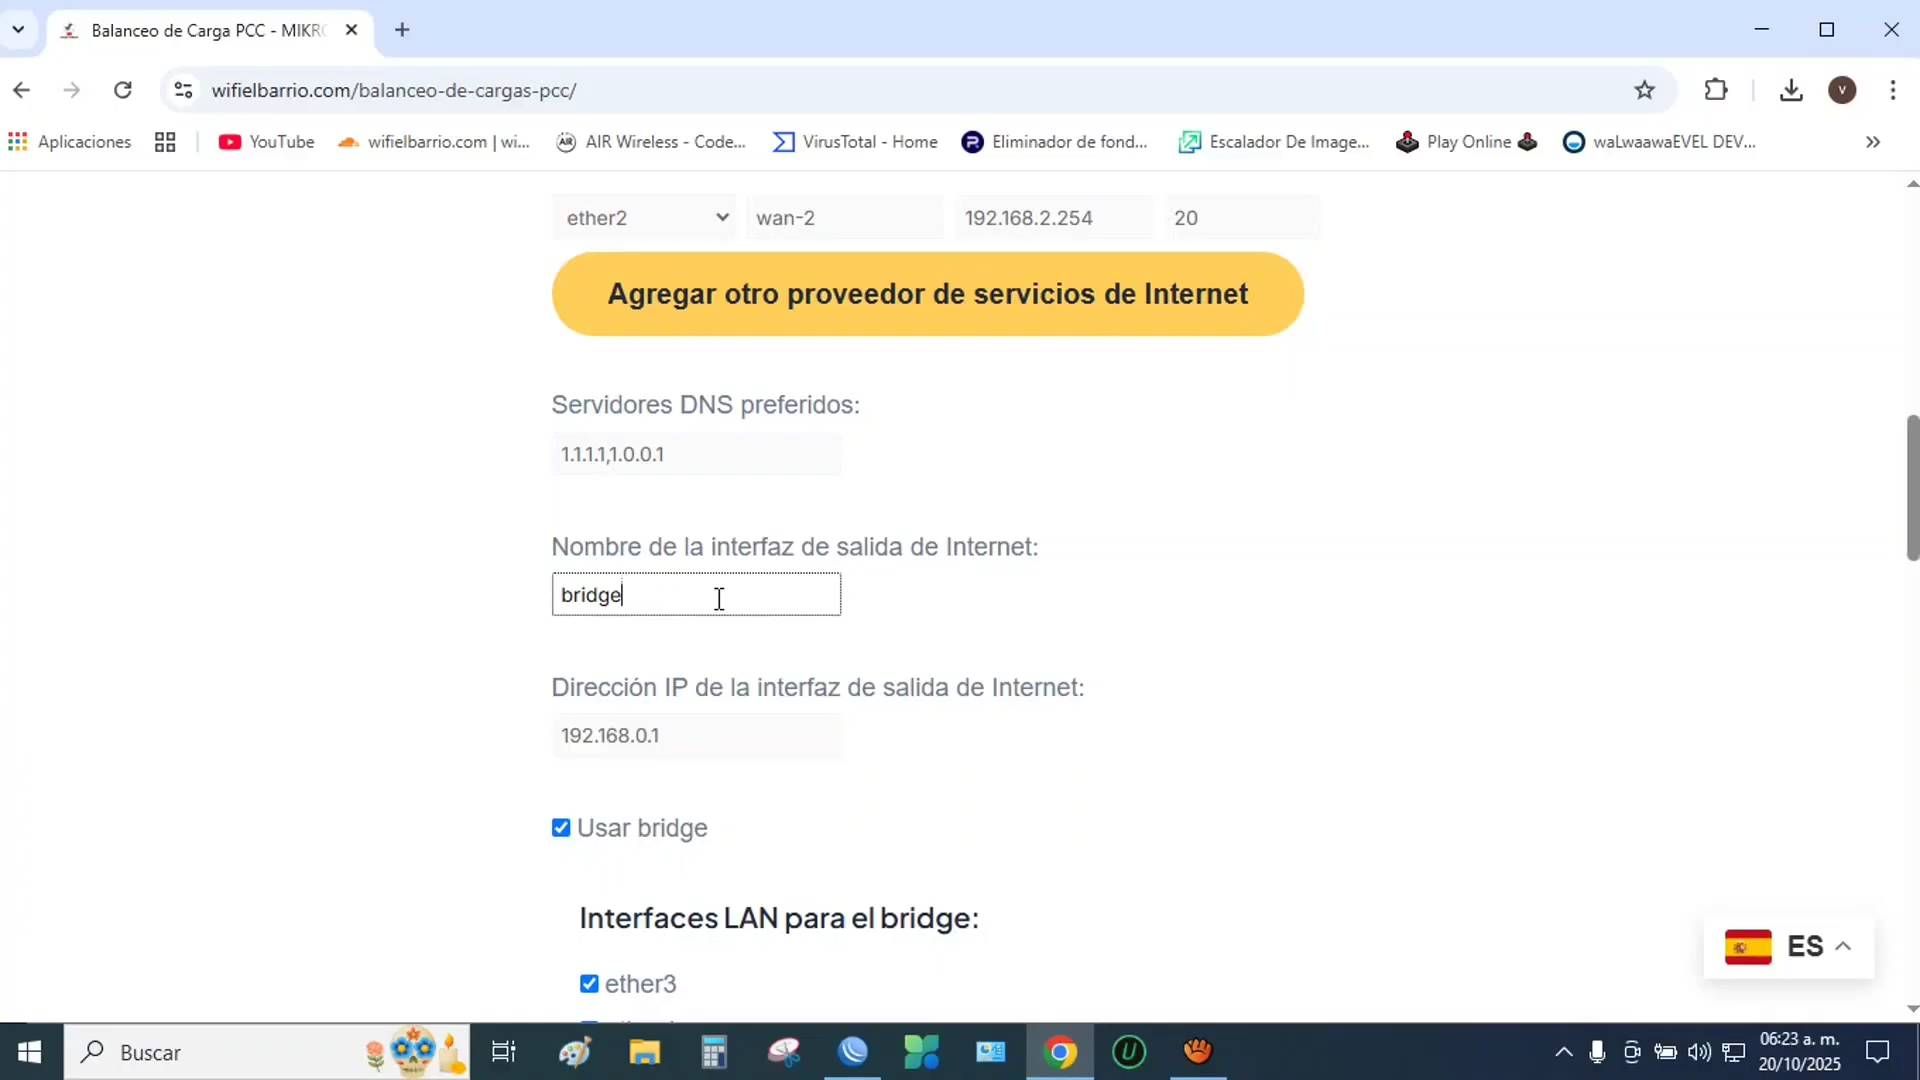 Balanceo de Carga PCC - MIKR
wifielbarrio.com/balanceo-de-cargas-pcc/
V
Aplicaciones
YouTube
wifielbarrio.com | wi...
AIR Wireless - Code...
VirusTotal - Home
Eliminador de fond...
Escalador De Image...
Play Online
waLwaaawaEVEL DEV...
ether2
wan-2
192.168.2.254
20
Agregar otro proveedor de servicios de Internet
Servidores DNS preferidos:
1.1.1.1,1.0.0.1
Nombre de la interfaz de salida de Internet:
bridge
Dirección IP de la interfaz de salida de Internet:
192.168.0.1
Usar bridge
Interfaces LAN para el bridge:
ether3
ES
Buscar
06:23 a. m.
20/10/2025